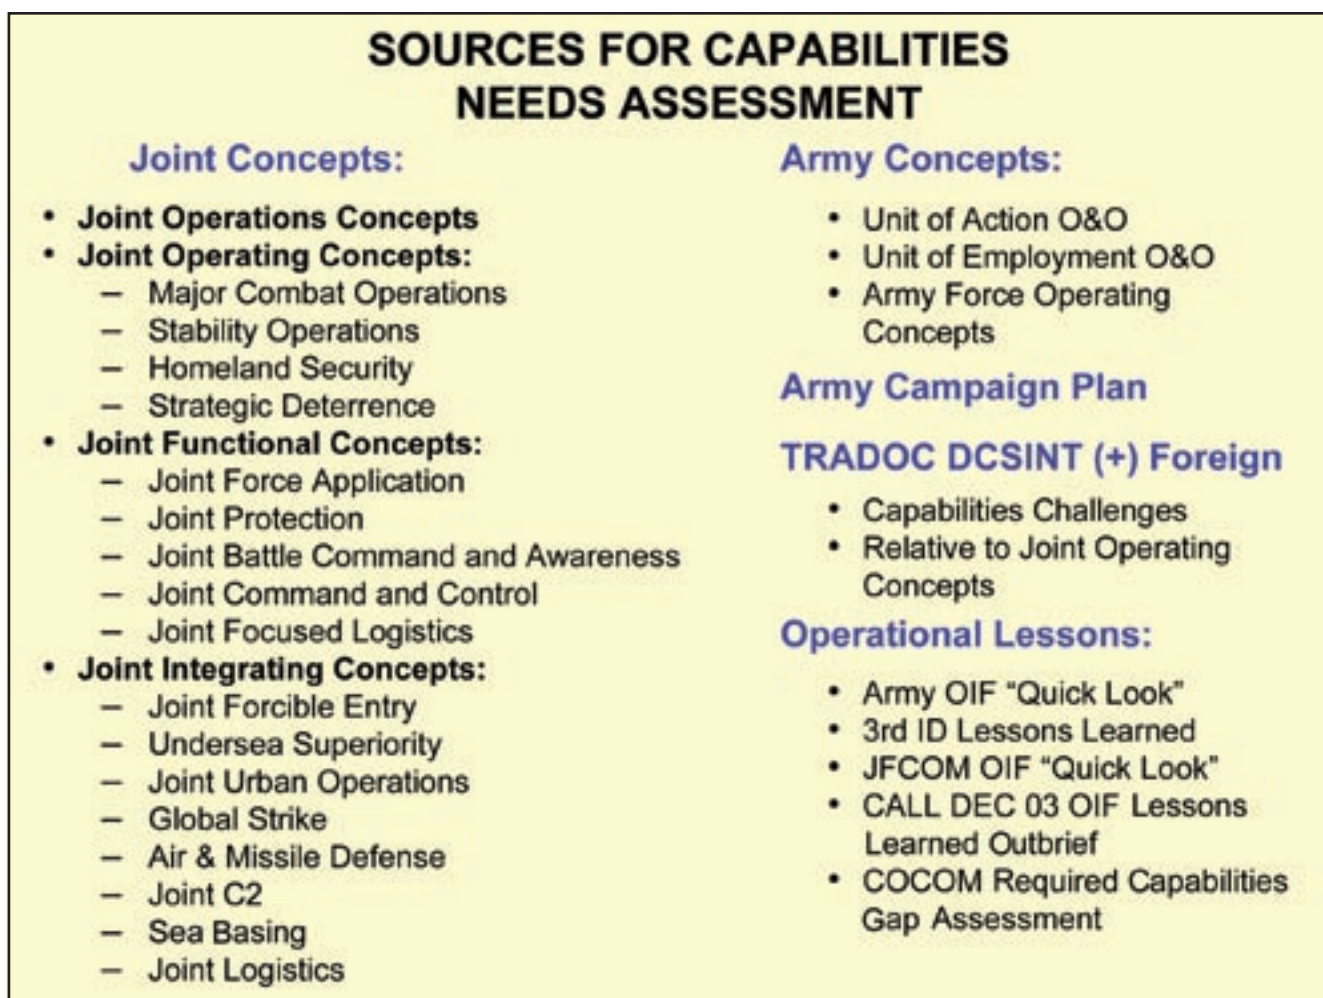 SOURCES FOR CAPABILITIES
NEEDS ASSESSMENT
Joint Concepts:
• Joint Operations Concepts
• Joint Operating Concepts:
– Major Combat Operations
– Stability Operations
– Homeland Security
– Strategic Deterrence
• Joint Functional Concepts:
– Joint Force Application
– Joint Protection
– Joint Battle Command and Awareness
– Joint Command and Control
– Joint Focused Logistics
• Joint Integrating Concepts:
– Joint Forcible Entry
– Undersea Superiority
– Joint Urban Operations
– Global Strike
– Air & Missile Defense
– Joint C2
– Sea Basing
– Joint Logistics
Army Concepts:
• Unit of Action O&O
• Unit of Employment O&O
• Army Force Operating
Concepts
Army Campaign Plan
TRADOC DCSINT (+) Foreign
• Capabilities Challenges
• Relative to Joint Operating
Concepts
Operational Lessons:
• Army OIF “Quick Look”
• 3rd ID Lessons Learned
• JFCOM OIF “Quick Look”
• CALL DEC 03 OIF Lessons
Learned Outbrief
• COCOM Required Capabilities
Gap Assessment